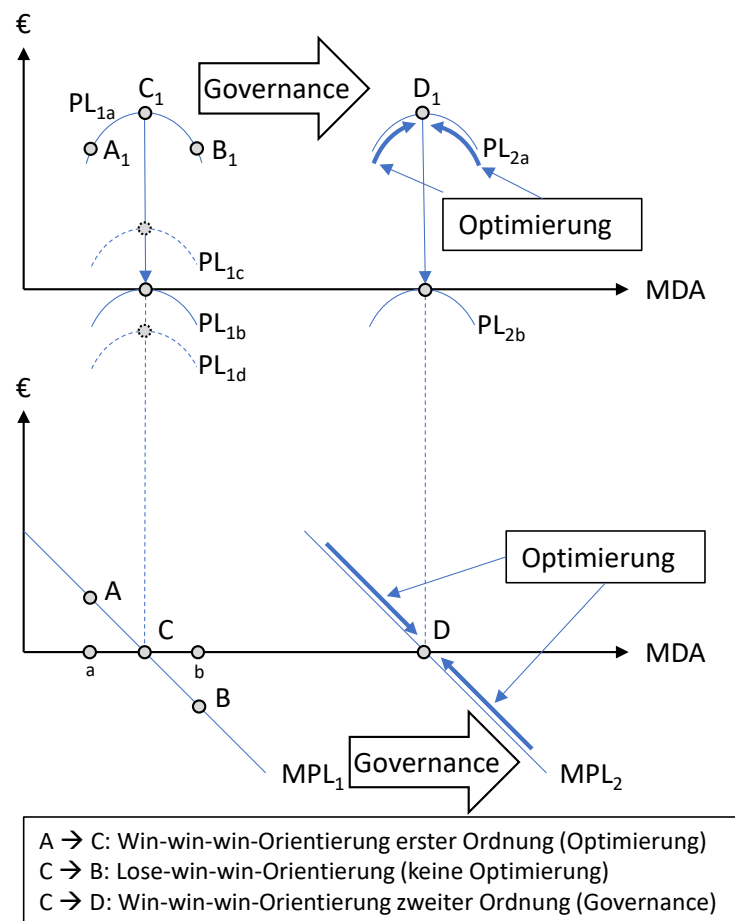 €
C₁
D₁
Governance
PL₁ₐ
A₁
B₁
PL₂ₐ
Optimierung
PL₁c
MDA
PL₁b
PL₂b
PL₁d
€
Optimierung
A
C
D
MDA
a
b
B
Governance
MPL₁
MPL₂
A → C: Win-win-win-Orientierung erster Ordnung (Optimierung)
C → B: Lose-win-win-Orientierung (keine Optimierung)
C → D: Win-win-win-Orientierung zweiter Ordnung (Governance)